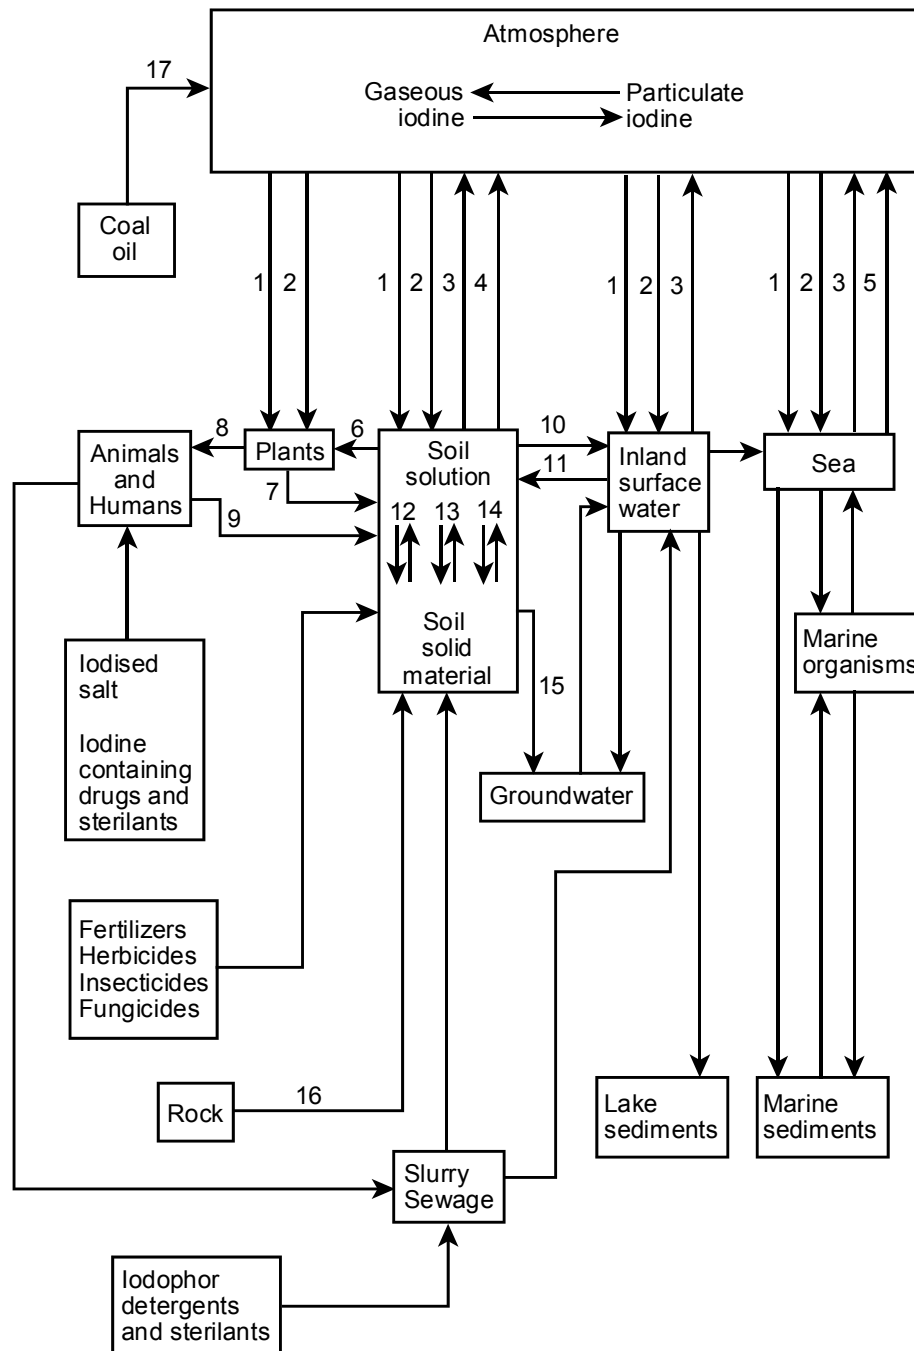 Atmosphere
17
Gaseous
iodine
Particulate
iodine
Coal
oil
1 2 1 2 3 4 1 2 3 1 2 3 5
8
6
10
Animals
and
Humans
Plants
Soil
solution
11
Inland
surface
water
Sea
7
9
12 13 14
Soil
solid
material
Marine
organisms
Iodised
salt
Iodine
containing
drugs and
sterilants
15
Groundwater
Fertilizers
Herbicides
Insecticides
Fungicides
Rock
16
Lake
sediments
Marine
sediments
Slurry
Sewage
Iodophor
detergents
and sterilants